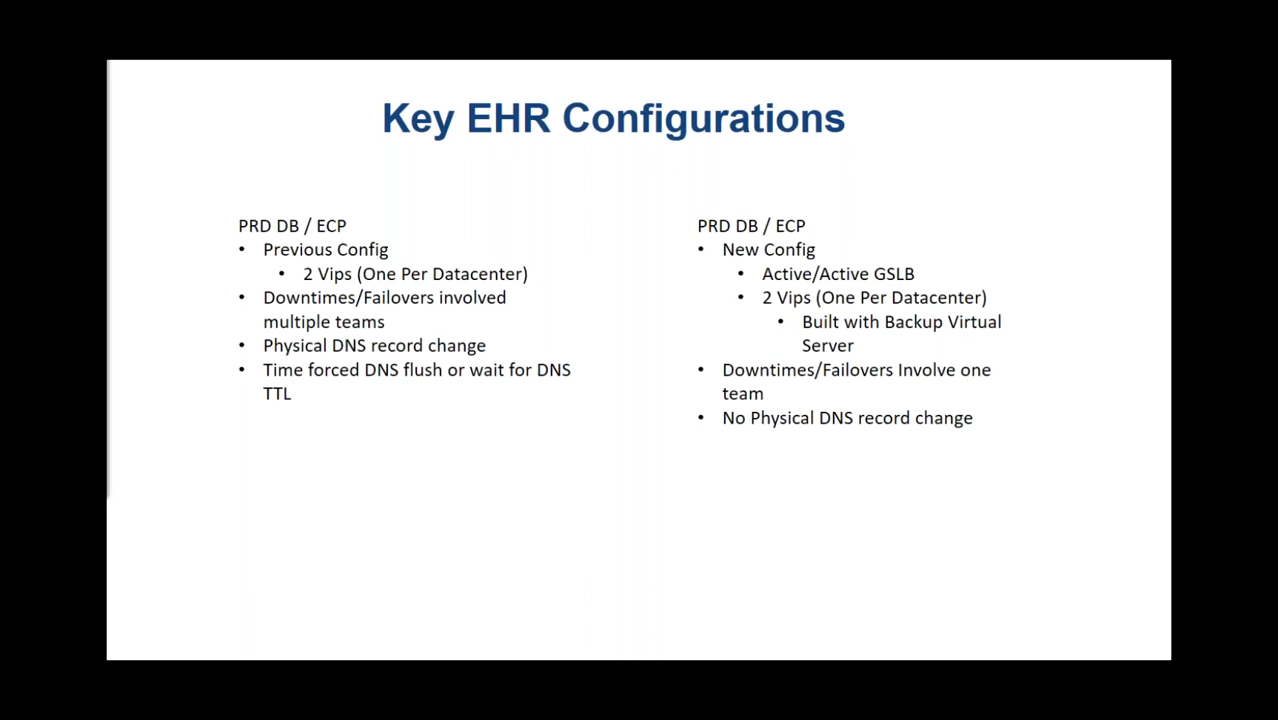 Key EHR Configurations
PRD DB / ECP
• Previous Config
• 2 Vips (One Per Datacenter)
• Downtimes/Failovers involved
multiple teams
• Physical DNS record change
• Time forced DNS flush or wait for DNS
TTL
PRD DB / ECP
• New Config
• Active/Active GSLB
• 2 Vips (One Per Datacenter)
• Built with Backup Virtual
Server
• Downtimes/Failovers Involve one
team
• No Physical DNS record change